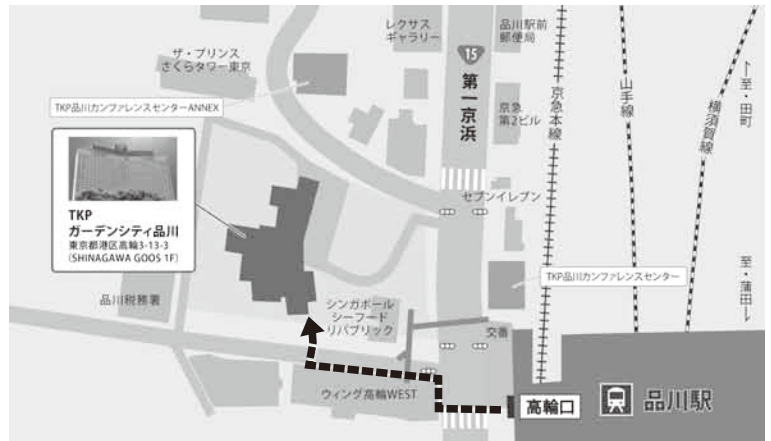 レクサス
ギャラリー
品川駅前
郵便局
ザ・プリンス
さくらタワー東京
15
第一京浜
京急本線
山手線
横須賀線
至・田町
TKP品川カンファレンスセンターANNEX
京急
第2ビル
TKP
ガーデンシティ品川
東京都港区高輪3-13-3
(SHINAGAWA GOOS 1F)
セブンイレブン
TKP品川カンファレンスセンター
至・蒲田
品川税務署
シンガポール
シーフード
リパブリック
交番
ウィング高輪WEST
高輪口
品川駅